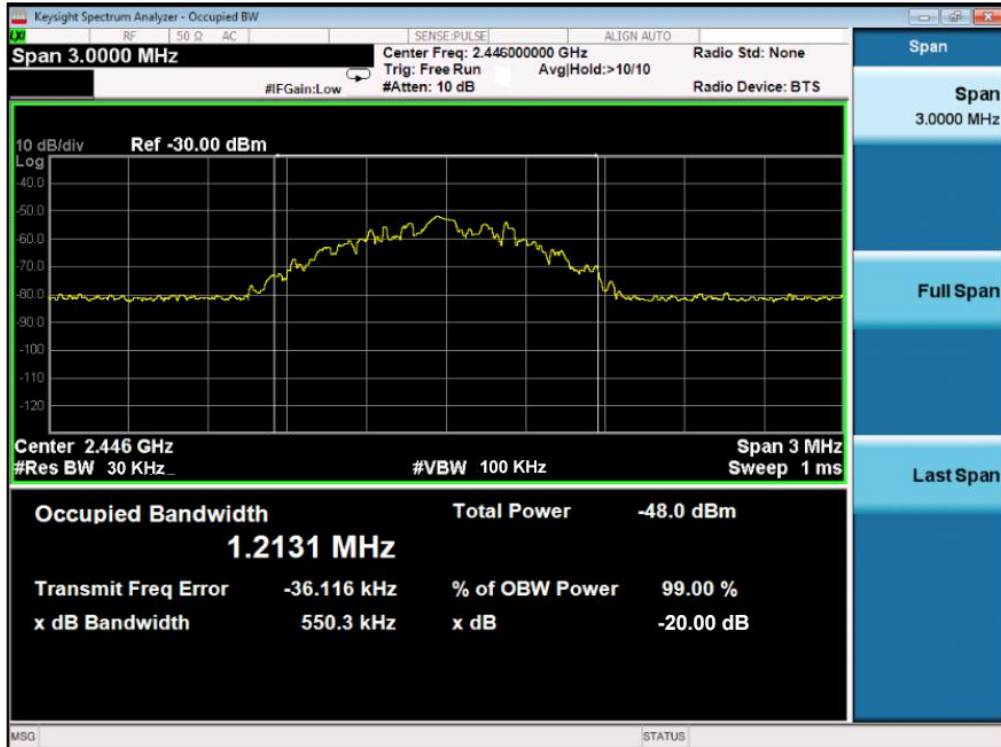 Keysight Spectrum Analyzer - Occupied BW
LXI RF 50 Ω AC SENSE:PULSE ALIGN AUTO
Span 3.0000 MHz
Center Freq: 2.446000000 GHz Radio Std: None
Trig: Free Run Avg|Hold:>10/10
#IFGain:Low #Atten: 10 dB Radio Device: BTS
Span
Span
3.0000 MHz
Full Span
Last Span
10 dB/div Ref -30.00 dBm
Log
-40.0
-50.0
-60.0
-70.0
-80.0
-90.0
-100
-110
-120
Center 2.446 GHz Span 3 MHz
#Res BW 30 KHz_ #VBW 100 KHz Sweep 1 ms
Occupied Bandwidth Total Power -48.0 dBm
1.2131 MHz
Transmit Freq Error -36.116 kHz % of OBW Power 99.00 %
x dB Bandwidth 550.3 kHz x dB -20.00 dB
MSG STATUS